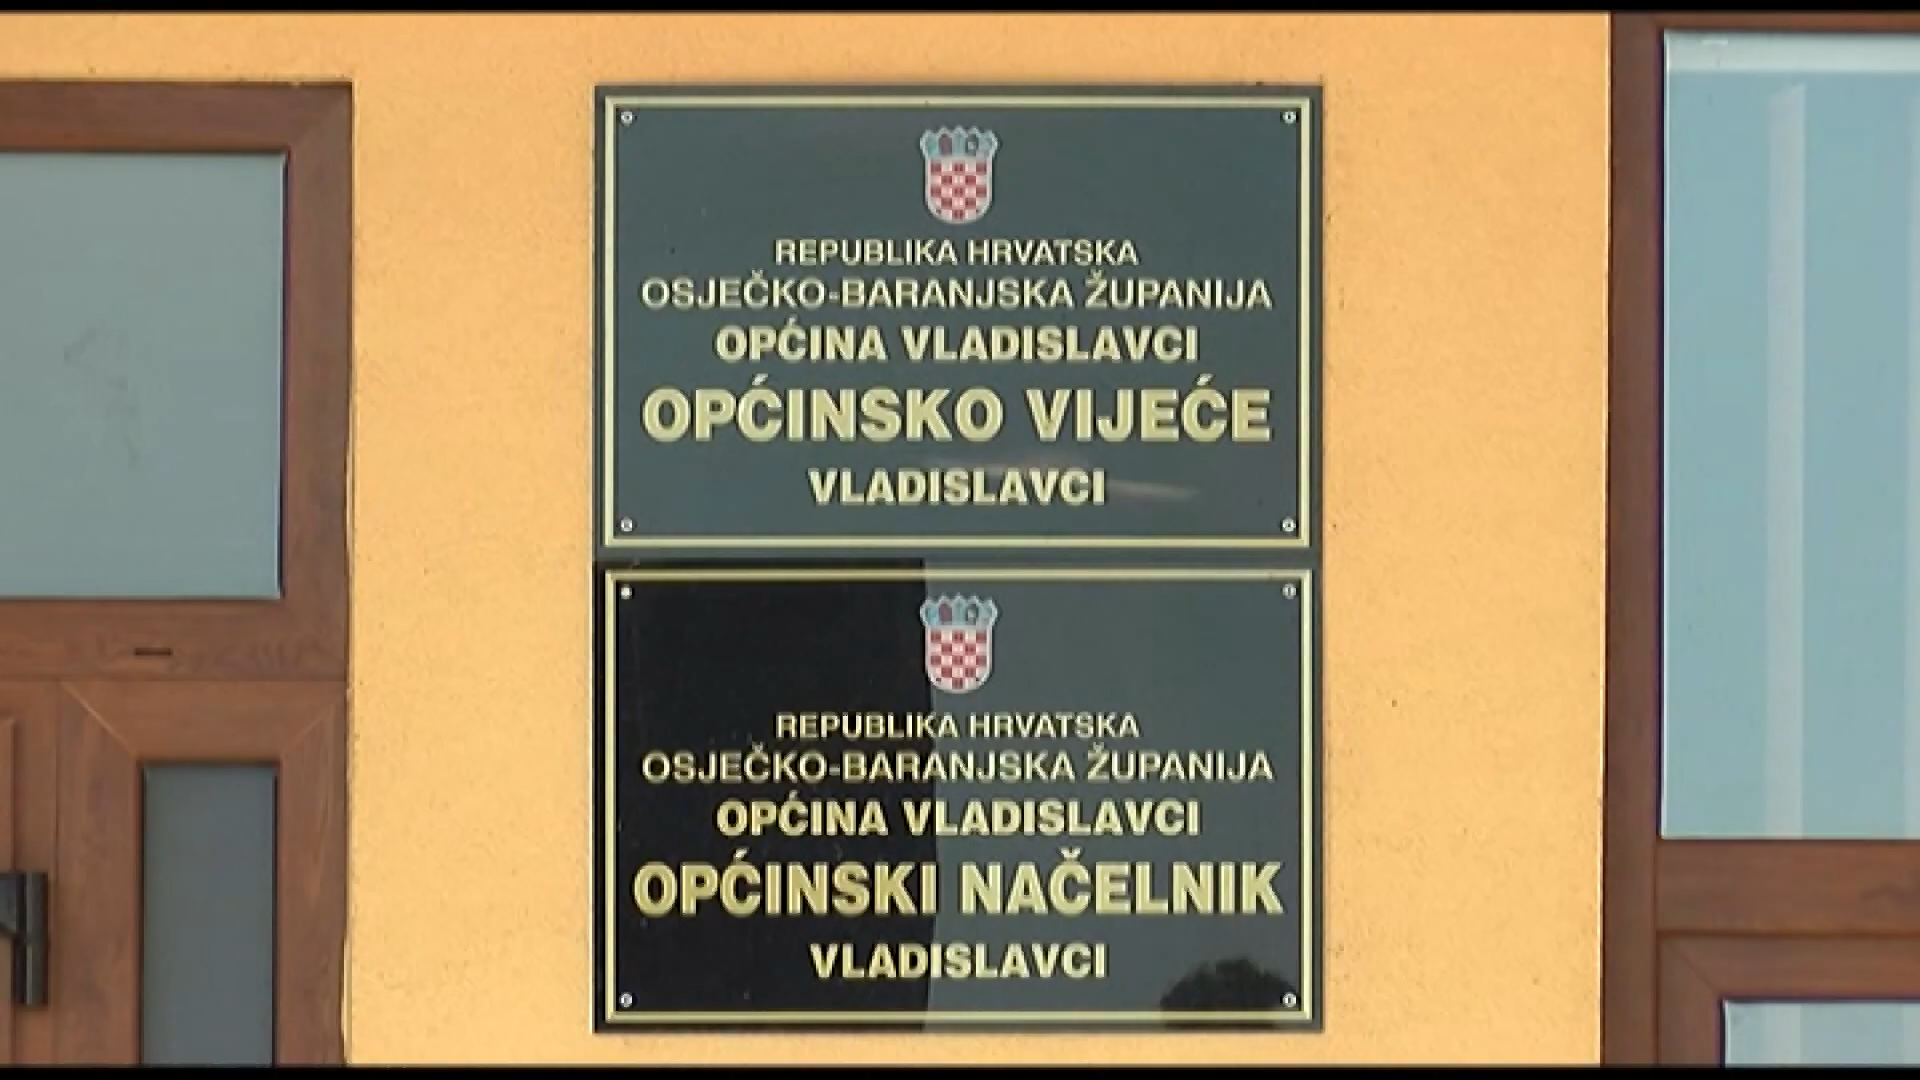 REPUBLIKA HRVATSKA
OSJEČKO-BARANJSKA ŽUPANIJA
OPĆINA VLADISLAVCI
OPĆINSKO VIJEĆE
VLADISLAVCI
REPUBLIKA HRVATSKA
OSJEČKO-BARANJSKA ŽUPANIJA
OPĆINA VLADISLAVCI
OPĆINSKI NAČELNIK
VLADISLAVCI